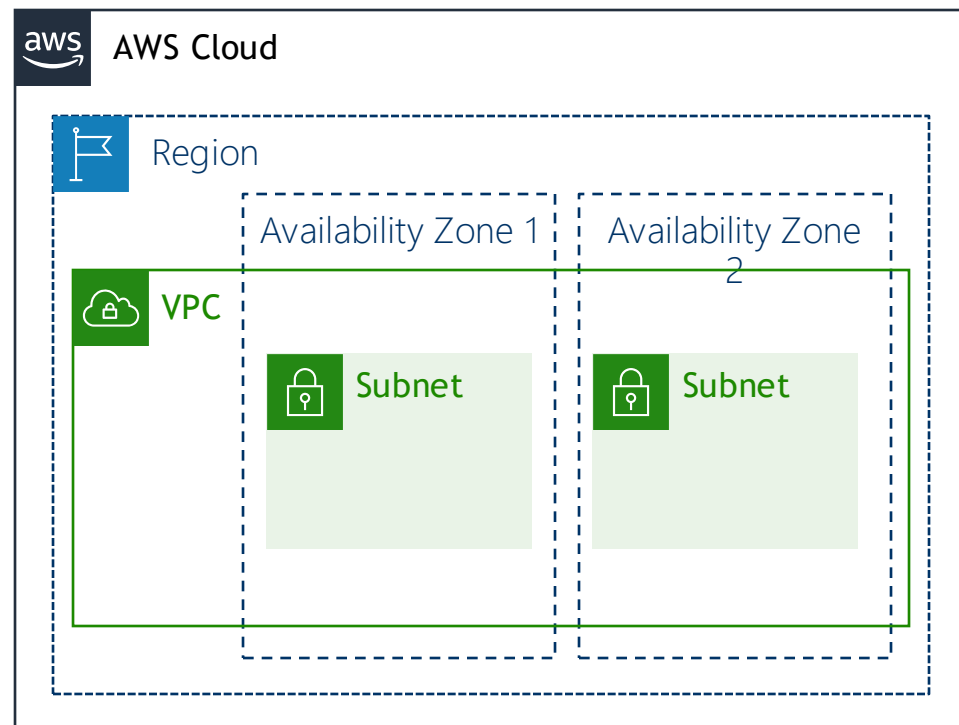 aws
AWS Cloud
Region
Availability Zone 1
Availability Zone
2
VPC
Subnet
Subnet